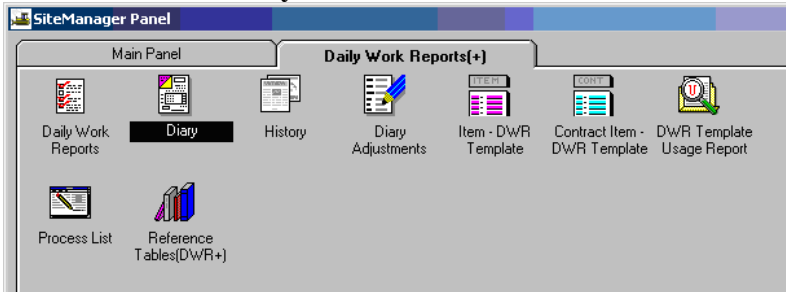 SiteManager Panel
Main Panel
Daily Work Reports(+)
ITEM
CONT
U
Daily Work
Reports
Diary
History
Diary
Adjustments
Item - DWR
Template
Contract Item -
DWR Template
DWR Template
Usage Report
Process List
Reference
Tables(DWR+)